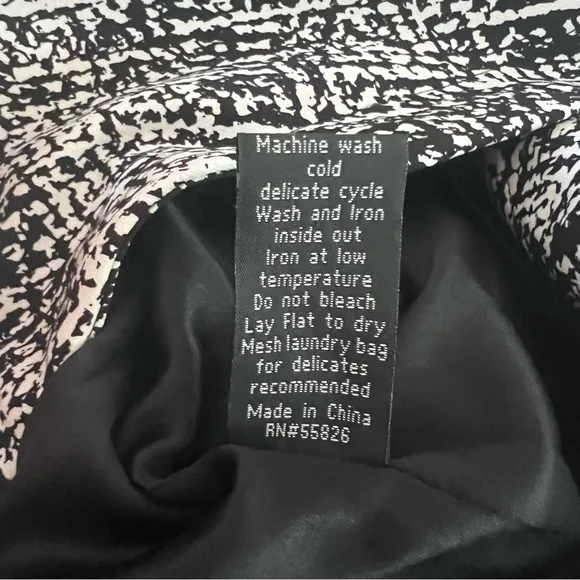 Machine wash
cold
delicate cycle
Wash and Iron
inside out
Iron at low
temperature
Do not bleach
Lay Flat to dry
Mesh laundry bag
for delicates
recommended
Made in China
RN#55826